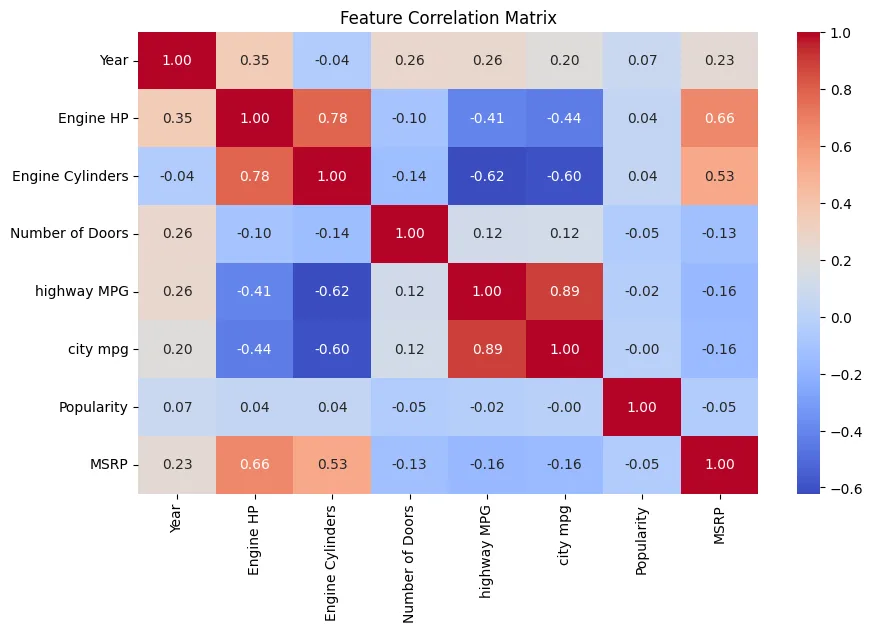 Feature Correlation Matrix
Year 1.00 0.35 -0.04 0.26 0.26 0.20 0.07 0.23
Engine HP 0.35 1.00 0.78 -0.10 -0.41 -0.44 0.04 0.66
Engine Cylinders -0.04 0.78 1.00 -0.14 -0.62 -0.60 0.04 0.53
Number of Doors 0.26 -0.10 -0.14 1.00 0.12 0.12 -0.05 -0.13
highway MPG 0.26 -0.41 -0.62 0.12 1.00 0.89 -0.02 -0.16
city mpg 0.20 -0.44 -0.60 0.12 0.89 1.00 -0.00 -0.16
Popularity 0.07 0.04 0.04 -0.05 -0.02 -0.00 1.00 -0.05
MSRP 0.23 0.66 0.53 -0.13 -0.16 -0.16 -0.05 1.00
Year
Engine HP
Engine Cylinders
Number of Doors
highway MPG
city mpg
Popularity
MSRP
1.0
0.8
0.6
0.4
0.2
0.0
−0.2
−0.4
−0.6